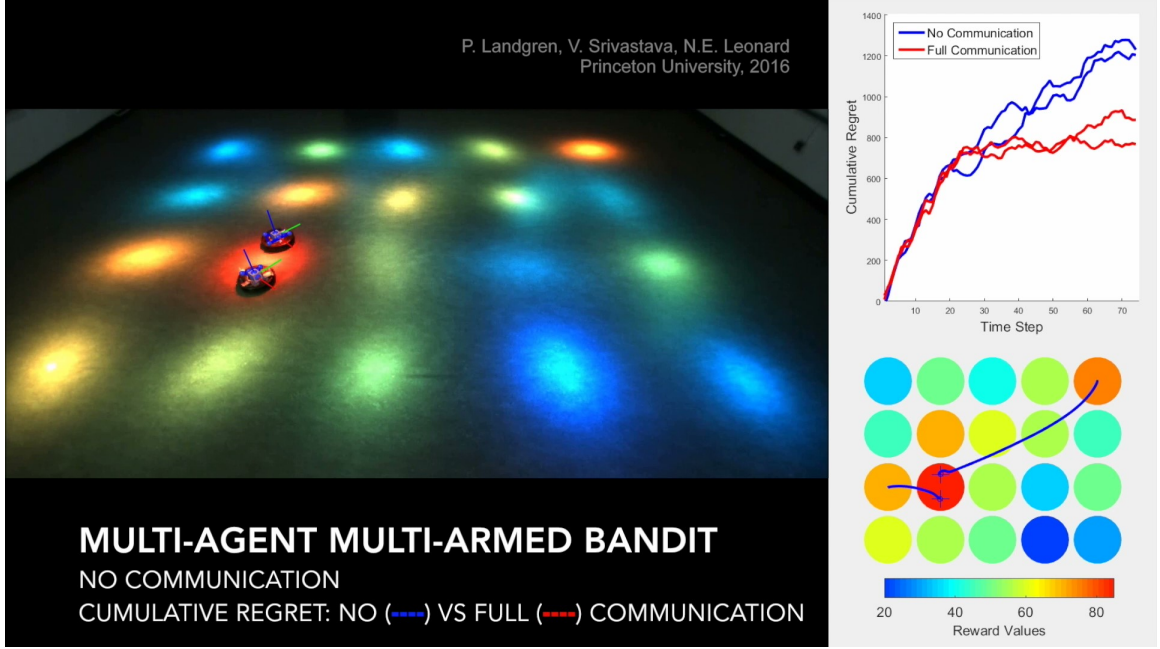 P. Landgren, V. Srivastava, N.E. Leonard
Princeton University, 2016
MULTI-AGENT MULTI-ARMED BANDIT
NO COMMUNICATION
CUMULATIVE REGRET: NO (----) VS FULL (----) COMMUNICATION
1400
1200
1000
800
600
400
200
0
Cumulative Regret
No Communication
Full Communication
10 20 30 40 50 60 70
Time Step
20 40 60 80
Reward Values